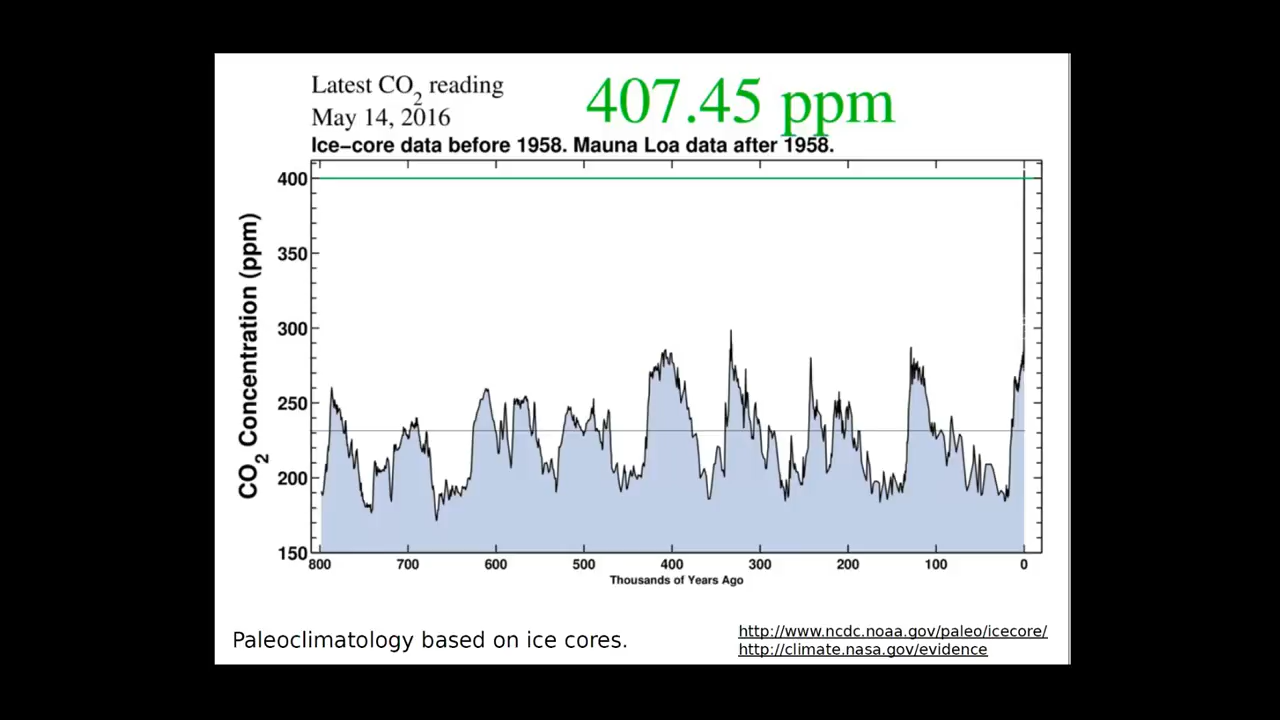 Latest CO2 reading
May 14, 2016
407.45 ppm
Ice-core data before 1958. Mauna Loa data after 1958.
CO2 Concentration (ppm)
400
350
300
250
200
150
800 700 600 500 400 300 200 100 0
Thousands of Years Ago
Paleoclimatology based on ice cores.
http://www.ncdc.noaa.gov/paleo/icecore/
http://climate.nasa.gov/evidence